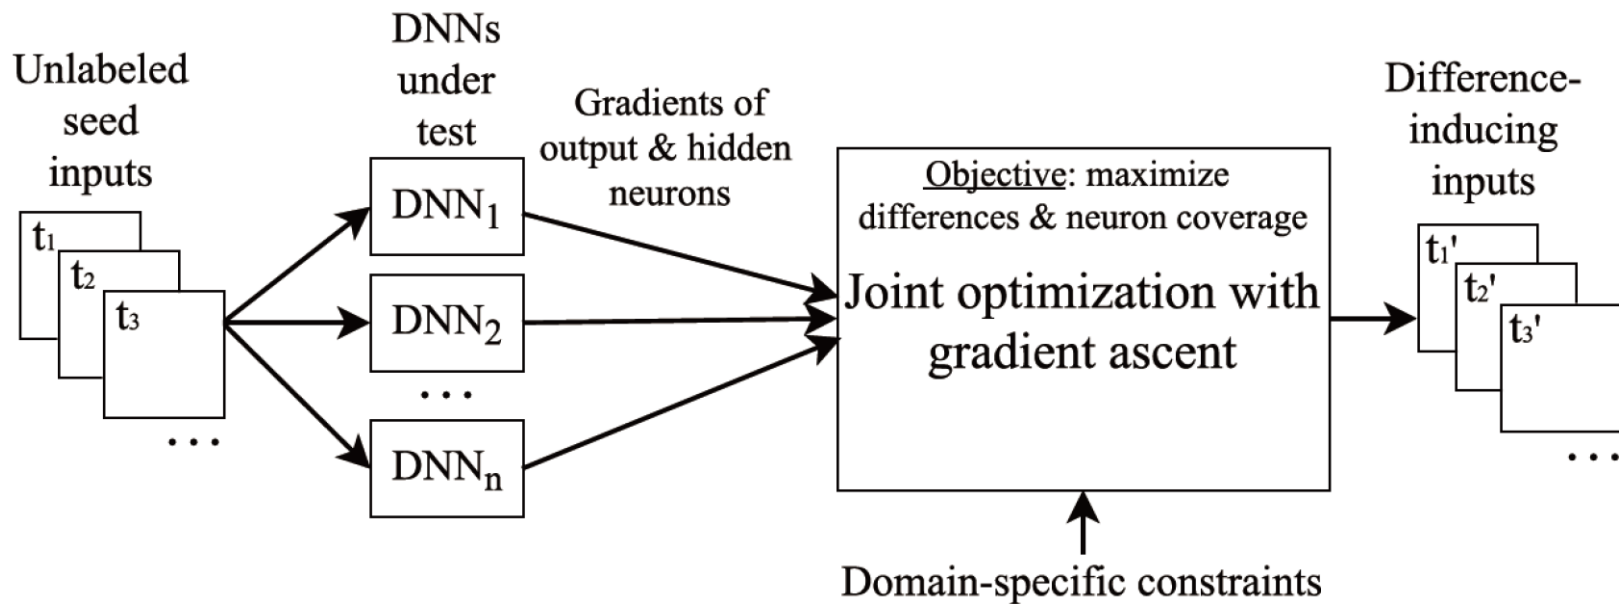 Unlabeled
seed
inputs
t1
t2
t3
...
DNNs
under
test
DNN1
DNN2
...
DNNn
Gradients of
output & hidden
neurons
Objective: maximize
differences & neuron coverage
Joint optimization with
gradient ascent
Domain-specific constraints
Difference-
inducing
inputs
t1'
t2'
t3'
...